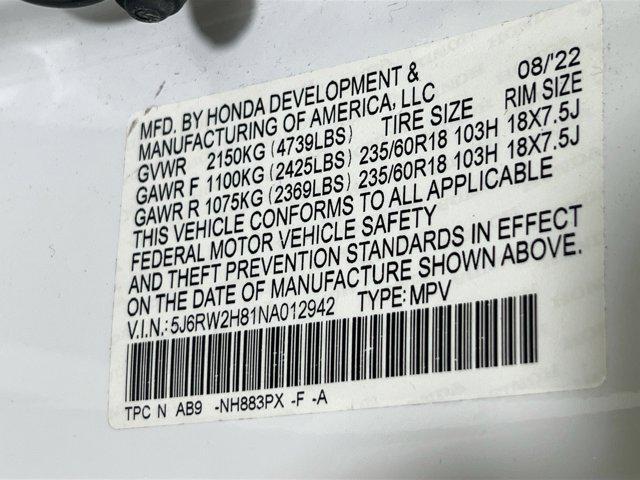 MFD. BY HONDA DEVELOPMENT & 08/'22
MANUFACTURING OF AMERICA, LLC
GVWR 2150KG (4739LBS) TIRE SIZE RIM SIZE
GAWR F 1100KG (2425LBS) 235/60R18 103H 18X7.5J
GAWR R 1075KG (2369LBS) 235/60R18 103H 18X7.5J
THIS VEHICLE CONFORMS TO ALL APPLICABLE
FEDERAL MOTOR VEHICLE SAFETY
AND THEFT PREVENTION STANDARDS IN EFFECT
ON THE DATE OF MANUFACTURE SHOWN ABOVE.
V.I.N.:5J6RW2H81NA012942 TYPE: MPV
TPC N AB9 -NH883PX -F -A